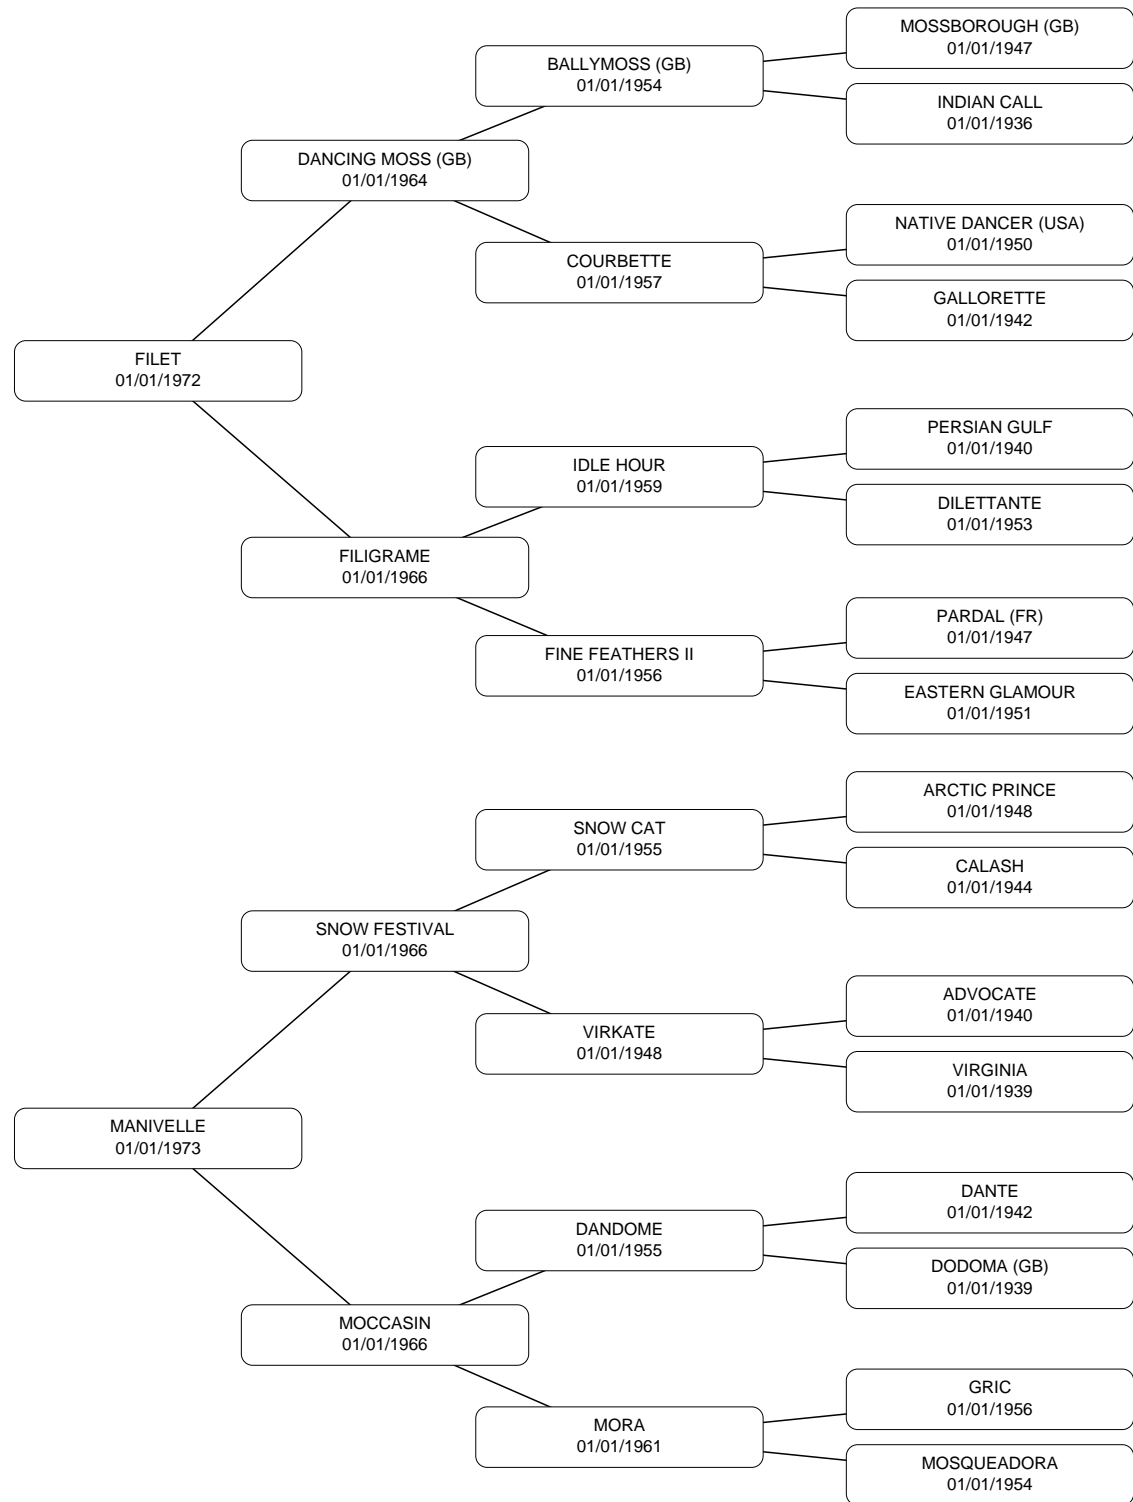 MOSSBOROUGH (GB)
01/01/1947
BALLYMOSS (GB)
01/01/1954
INDIAN CALL
01/01/1936
DANCING MOSS (GB)
01/01/1964
NATIVE DANCER (USA)
01/01/1950
COURBETTE
01/01/1957
GALLORETTE
01/01/1942
FILET
01/01/1972
PERSIAN GULF
01/01/1940
IDLE HOUR
01/01/1959
DILETTANTE
01/01/1953
FILIGRAME
01/01/1966
PARDAL (FR)
01/01/1947
FINE FEATHERS II
01/01/1956
EASTERN GLAMOUR
01/01/1951
ARCTIC PRINCE
01/01/1948
SNOW CAT
01/01/1955
CALASH
01/01/1944
SNOW FESTIVAL
01/01/1966
ADVOCATE
01/01/1940
VIRKATE
01/01/1948
VIRGINIA
01/01/1939
MANIVELLE
01/01/1973
DANTE
01/01/1942
DANDOME
01/01/1955
DODOMA (GB)
01/01/1939
MOCCASIN
01/01/1966
GRIC
01/01/1956
MORA
01/01/1961
MOSQUEADORA
01/01/1954